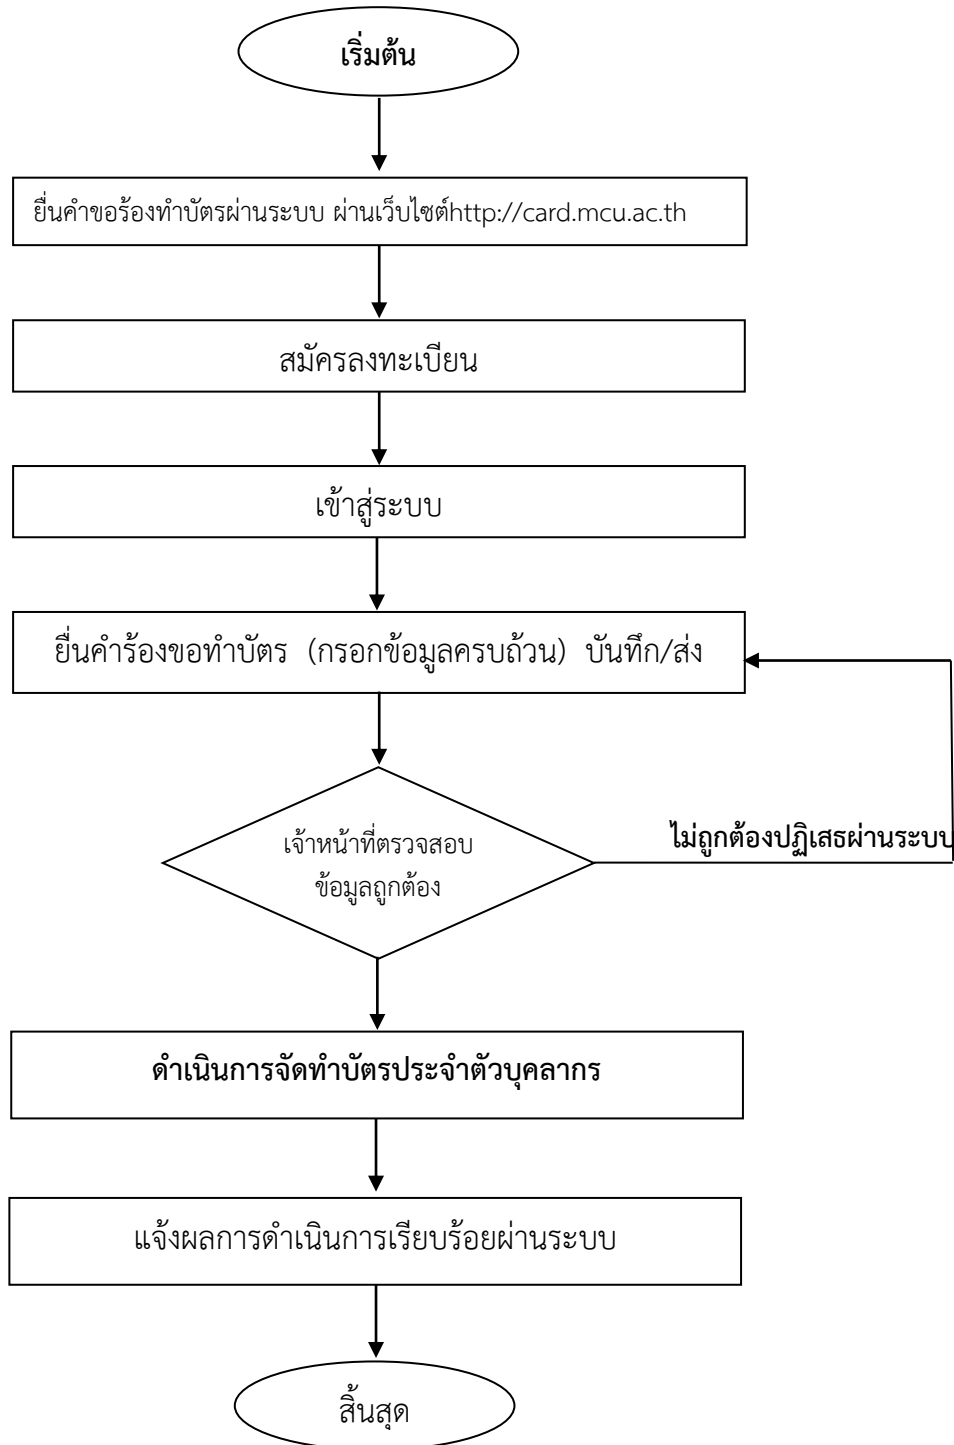 เริ่มต้น
ยื่นคำขอร้องทำบัตรผ่านระบบ ผ่านเว็บไซต์http://card.mcu.ac.th
สมัครลงทะเบียน
เข้าสู่ระบบ
ยื่นคำร้องขอทำบัตร (กรอกข้อมูลครบถ้วน) บันทึก/ส่ง
เจ้าหน้าที่ตรวจสอบ
ข้อมูลถูกต้อง
ไม่ถูกต้องปฏิเสธผ่านระบบ
ดำเนินการจัดทำบัตรประจำตัวบุคลากร
แจ้งผลการดำเนินการเรียบร้อยผ่านระบบ
สิ้นสุด